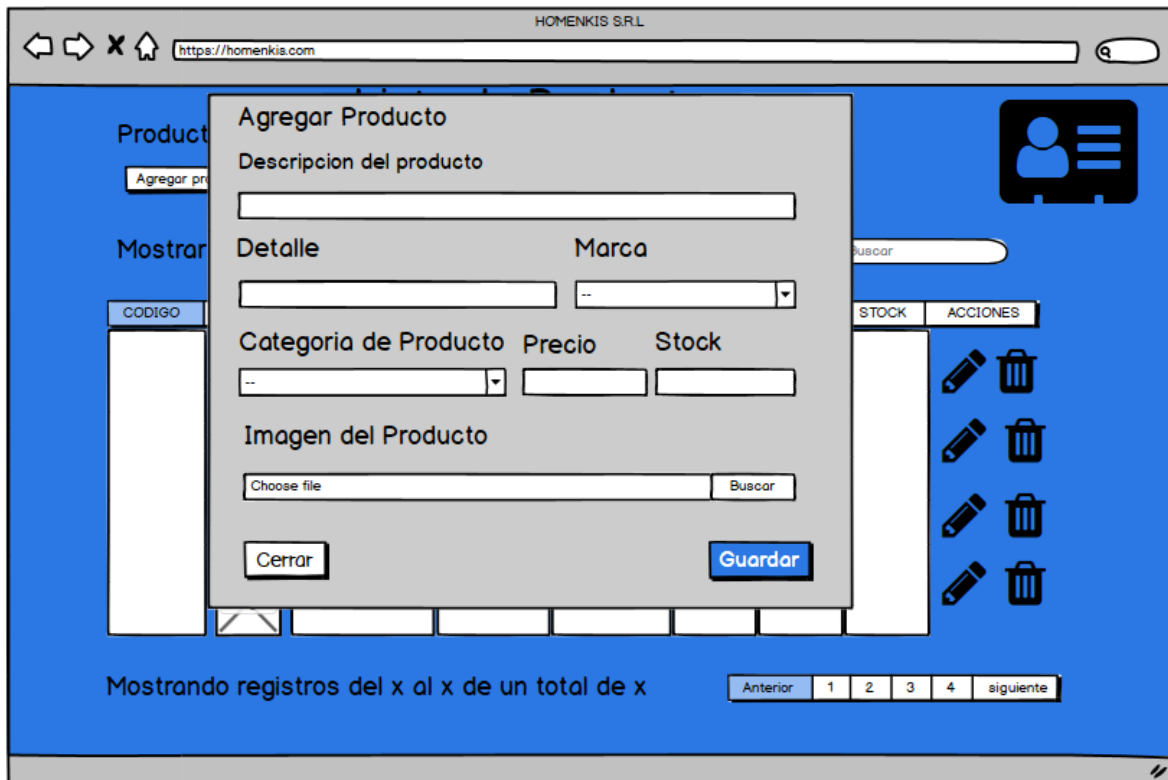 HOMENKIS S.R.L
https://homenkis.com
Agregar Producto
Product
Descripcion del producto
Agregar pro
Mostrar
Detalle
Marca
Buscar
--
CODIGO
STOCK
ACCIONES
Categoria de Producto
Precio
Stock
--
Imagen del Producto
Choose file
Buscar
Cerrar
Guardar
Mostrando registros del x al x de un total de x
Anterior
1
2
3
4
siguiente